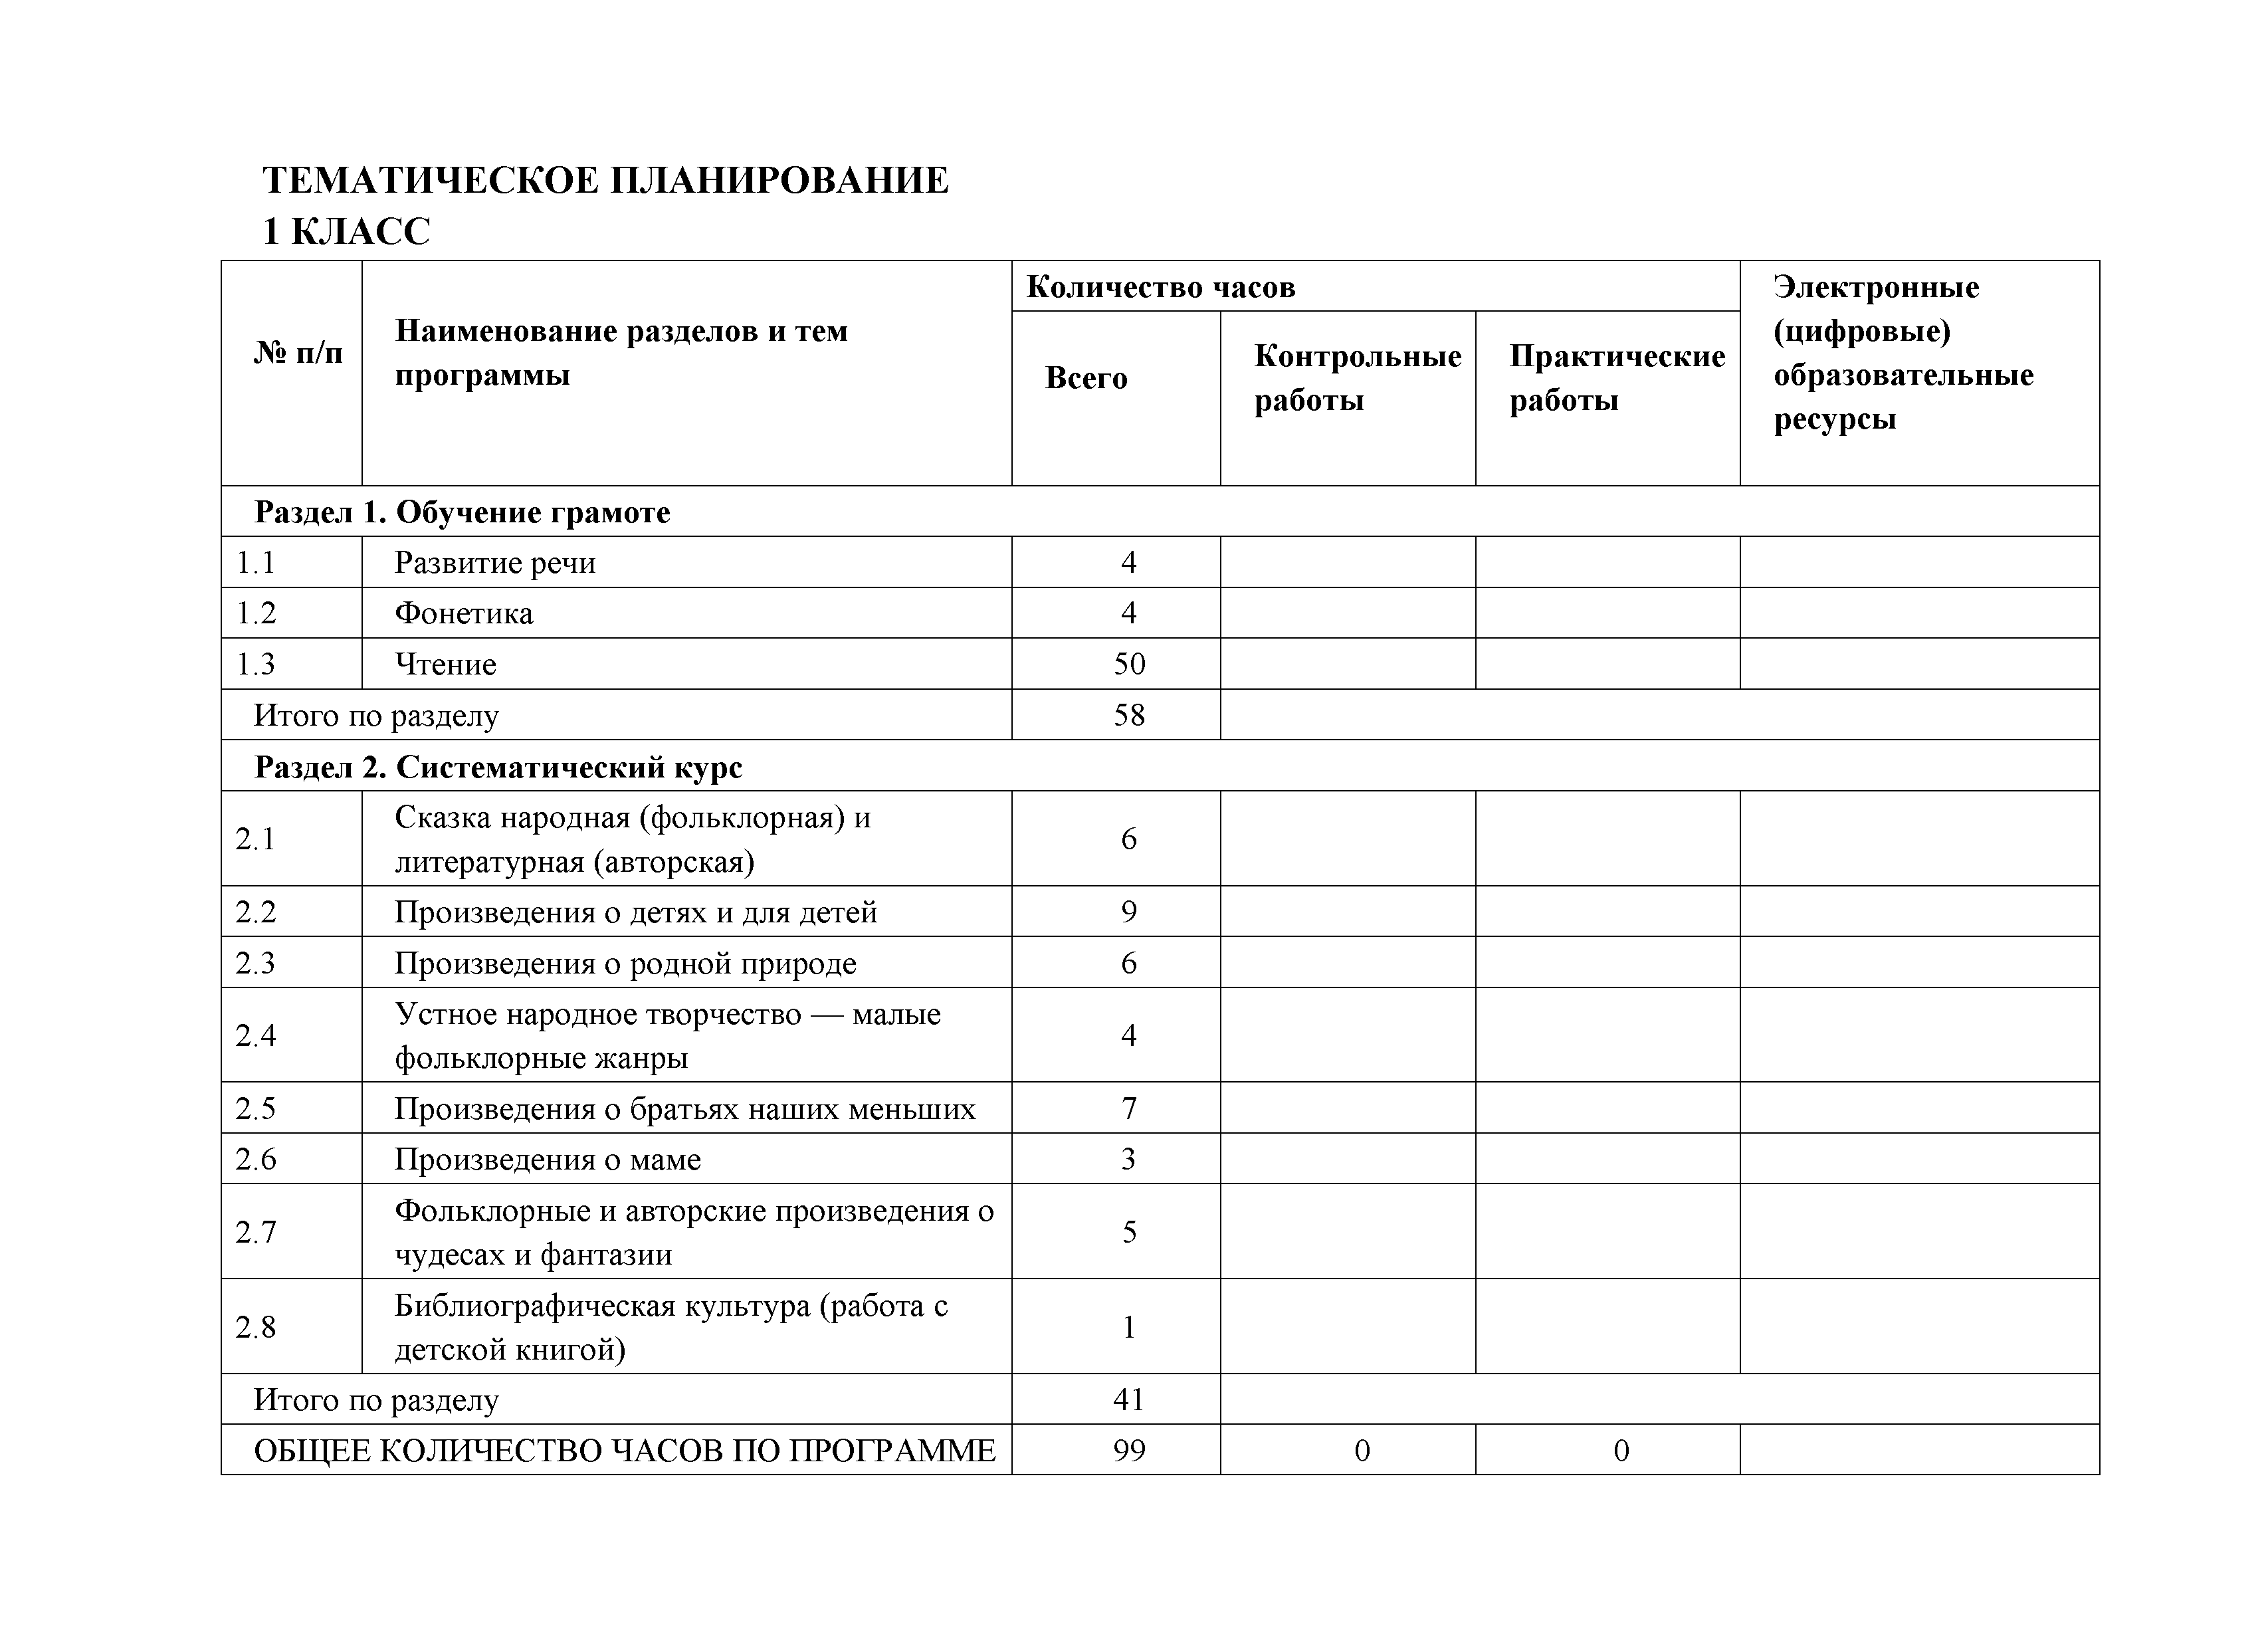 ТЕМАТИЧЕСКОЕ ПЛАНИРОВАНИЕ
1 КЛАСС
№ п/п
Наименование разделов и тем
программы
Количество часов
Всего
Контрольные
работы
Практические
работы
Электронные
(цифровые)
образовательные
ресурсы
Раздел 1. Обучение грамоте
1.1 Развитие речи 4
1.2 Фонетика 4
1.3 Чтение 50
Итого по разделу 58
Раздел 2. Систематический курс
2.1 Сказка народная (фольклорная) и
литературная (авторская) 6
2.2 Произведения о детях и для детей 9
2.3 Произведения о родной природе 6
2.4 Устное народное творчество — малые
фольклорные жанры 4
2.5 Произведения о братьях наших меньших 7
2.6 Произведения о маме 3
2.7 Фольклорные и авторские произведения о
чудесах и фантазии 5
2.8 Библиографическая культура (работа с
детской книгой) 1
Итого по разделу 41
ОБЩЕЕ КОЛИЧЕСТВО ЧАСОВ ПО ПРОГРАММЕ 99 0 0